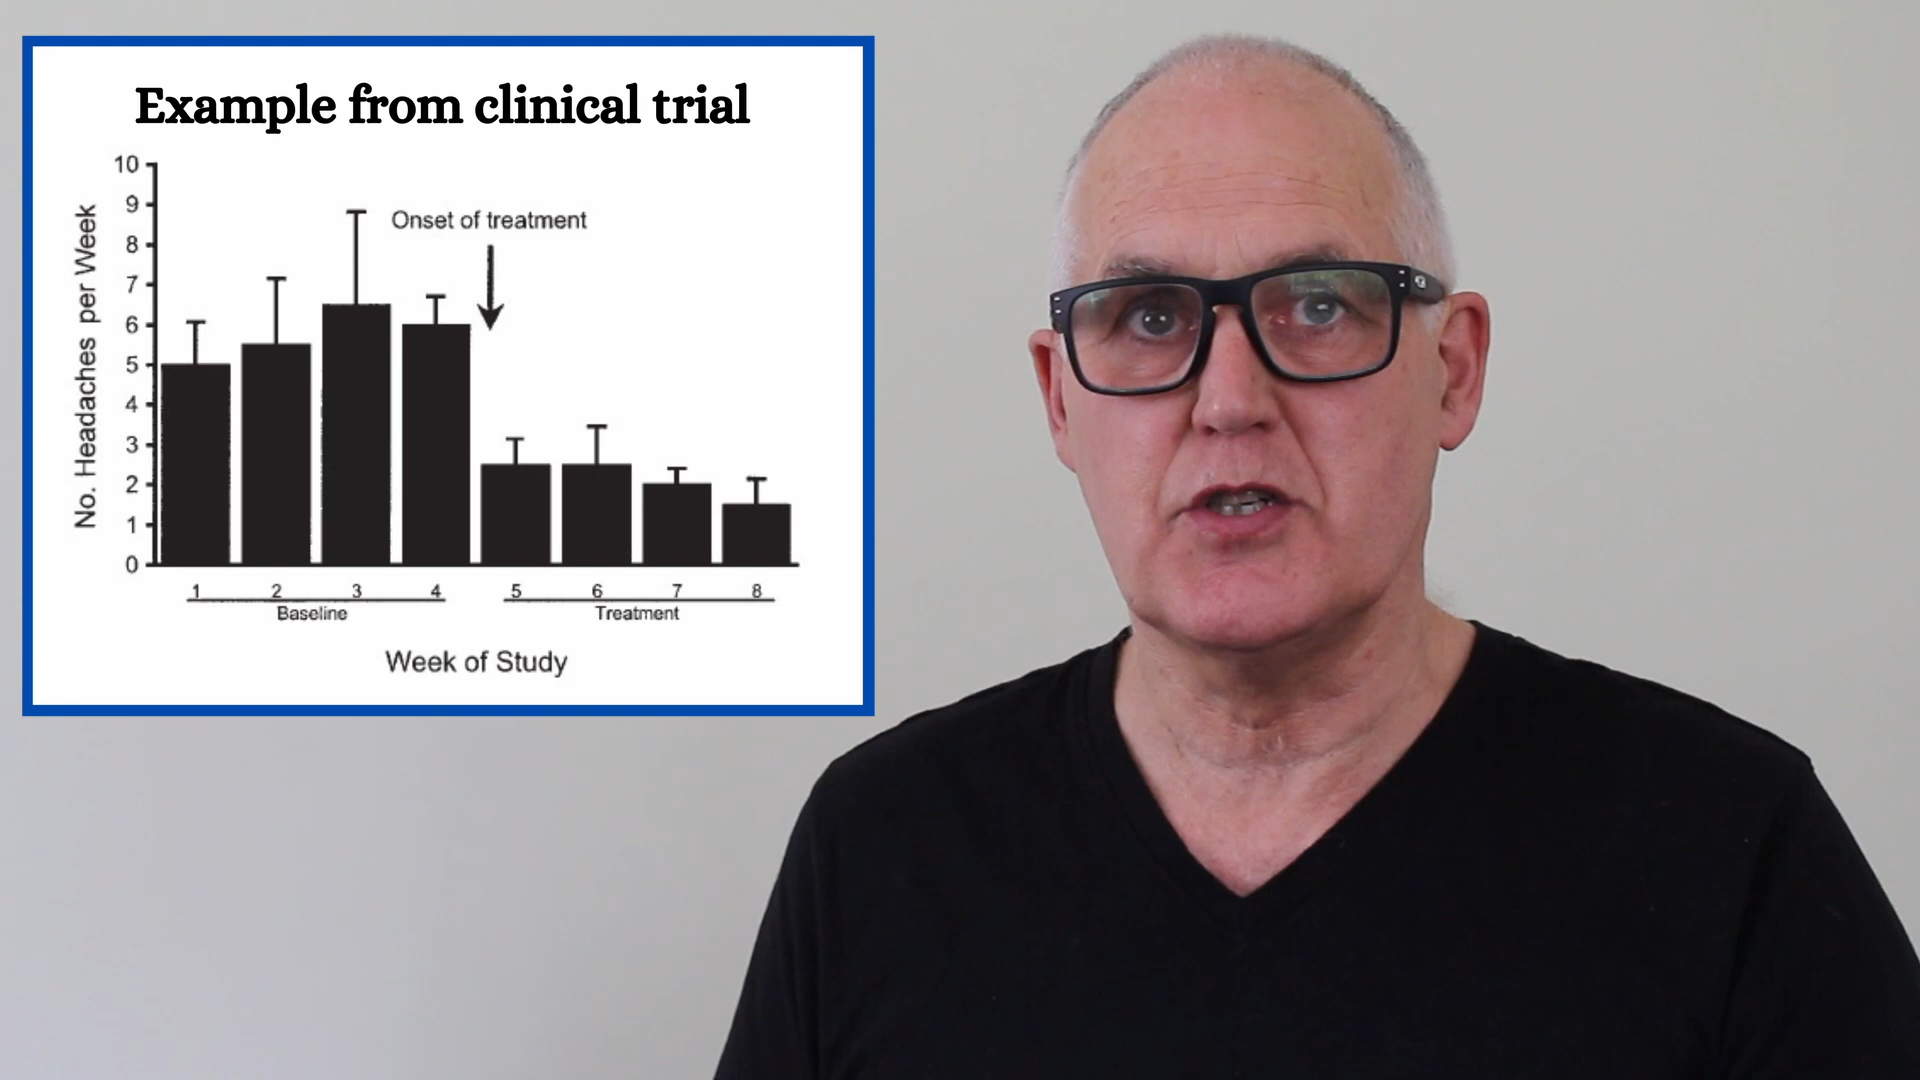 Example from clinical trial
No. Headaches per Week
10
9
8
7
6
5
4
3
2
1
0
Onset of treatment
1 2 3 4 5 6 7 8
Baseline Treatment
Week of Study